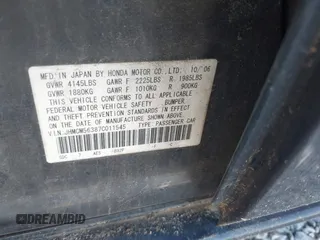 MFD.IN JAPAN BY HONDA MOTOR CO.,LTD. 10/06
GVWR 4145LBS GAWR F 2225LBS R 1985LBS
GVWR 1880KG GAWR F 1010KG R 900KG
THIS VEHICLE CONFORMS TO ALL APPLICABLE
FEDERAL MOTOR VEHICLE SAFETY, BUMPER,
AND THEFT PREVENTION STANDARDS IN EFFECT ON
THE DATE OF MANUFACTURE SHOWN ABOVE.
V.I.N. JHMCM56387C011545 TYPE: PASSENGER CAR
DREAMBID